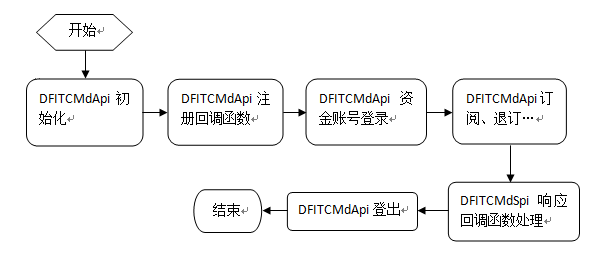 开始
DFITCMdApi 初
始化
DFITCMdApi 注
册回调函数
DFITCMdApi 资
金账号登录
DFITCMdApi 订
阅、退订…
DFITCMdSpi 响应
回调函数处理
DFITCMdApi 登出
结束